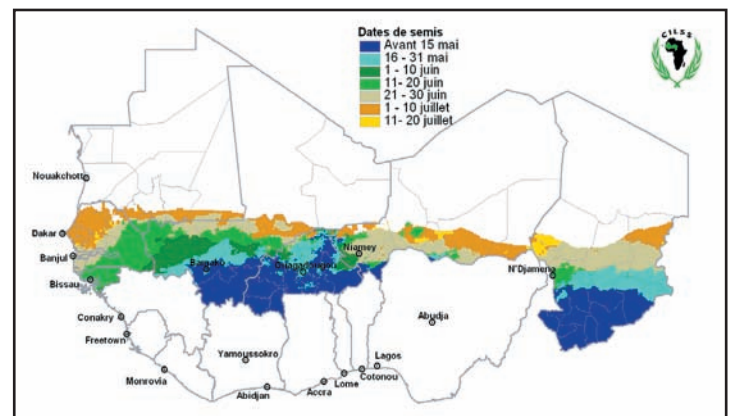 Dates de semis
Avant 15 mai
16 - 31 mai
1 - 10 juin
11- 20 juin
21 - 30 juin
1 - 10 juillet
11- 20 juillet
CILSS
Nouakchott
Dakar
Banjul
Bissau
Bamako
Ouagadougou
Niamey
N'Djamena
Conakry
Freetown
Monrovia
Yamoussokro
Abidjan
Accra
Lome
Cotonou
Lagos
Abudja